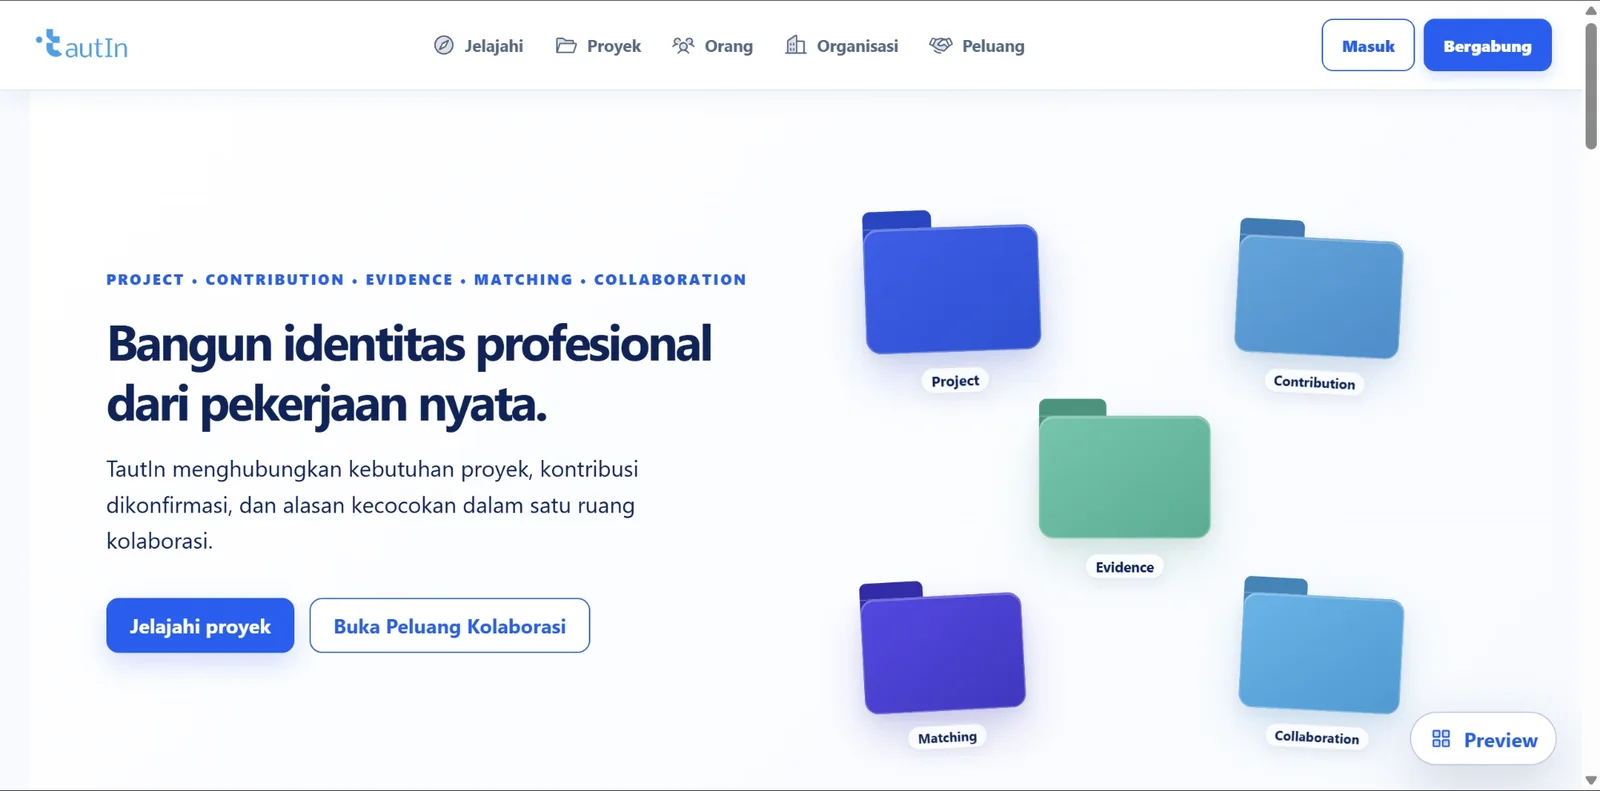 tautIn
Jelajahi
Proyek
Orang
Organisasi
Peluang
Masuk
Bergabung
PROJECT • CONTRIBUTION • EVIDENCE • MATCHING • COLLABORATION
Bangun identitas profesional
dari pekerjaan nyata.
TautIn menghubungkan kebutuhan proyek, kontribusi
dikonfirmasi, dan alasan kecocokan dalam satu ruang
kolaborasi.
Jelajahi proyek
Buka Peluang Kolaborasi
Project
Contribution
Evidence
Matching
Collaboration
Preview